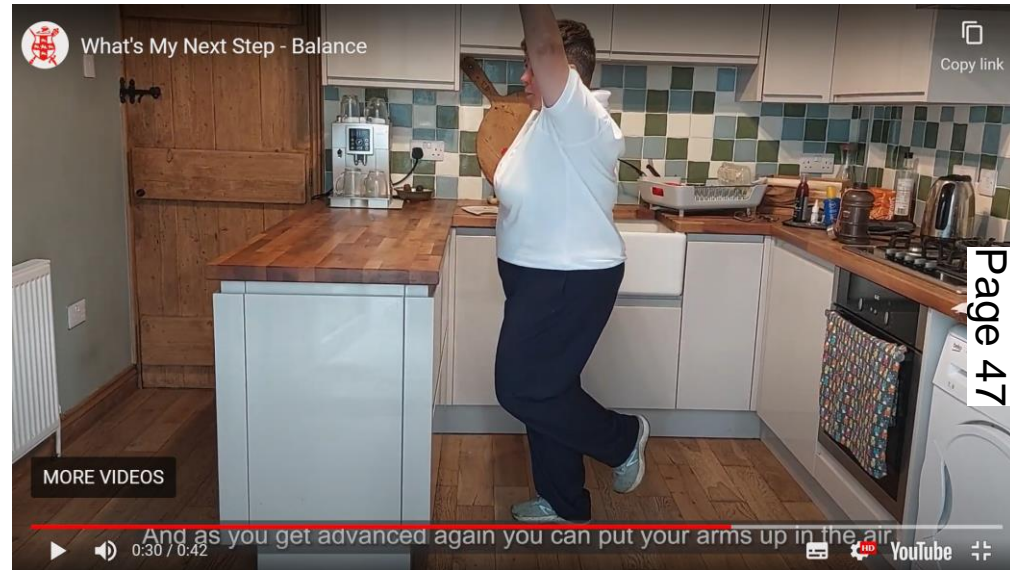 What's My Next Step - Balance
Copy link
Page 47
MORE VIDEOS
And as you get advanced again you can put your arms up in the air
0:30 / 0:42
HD
YouTube